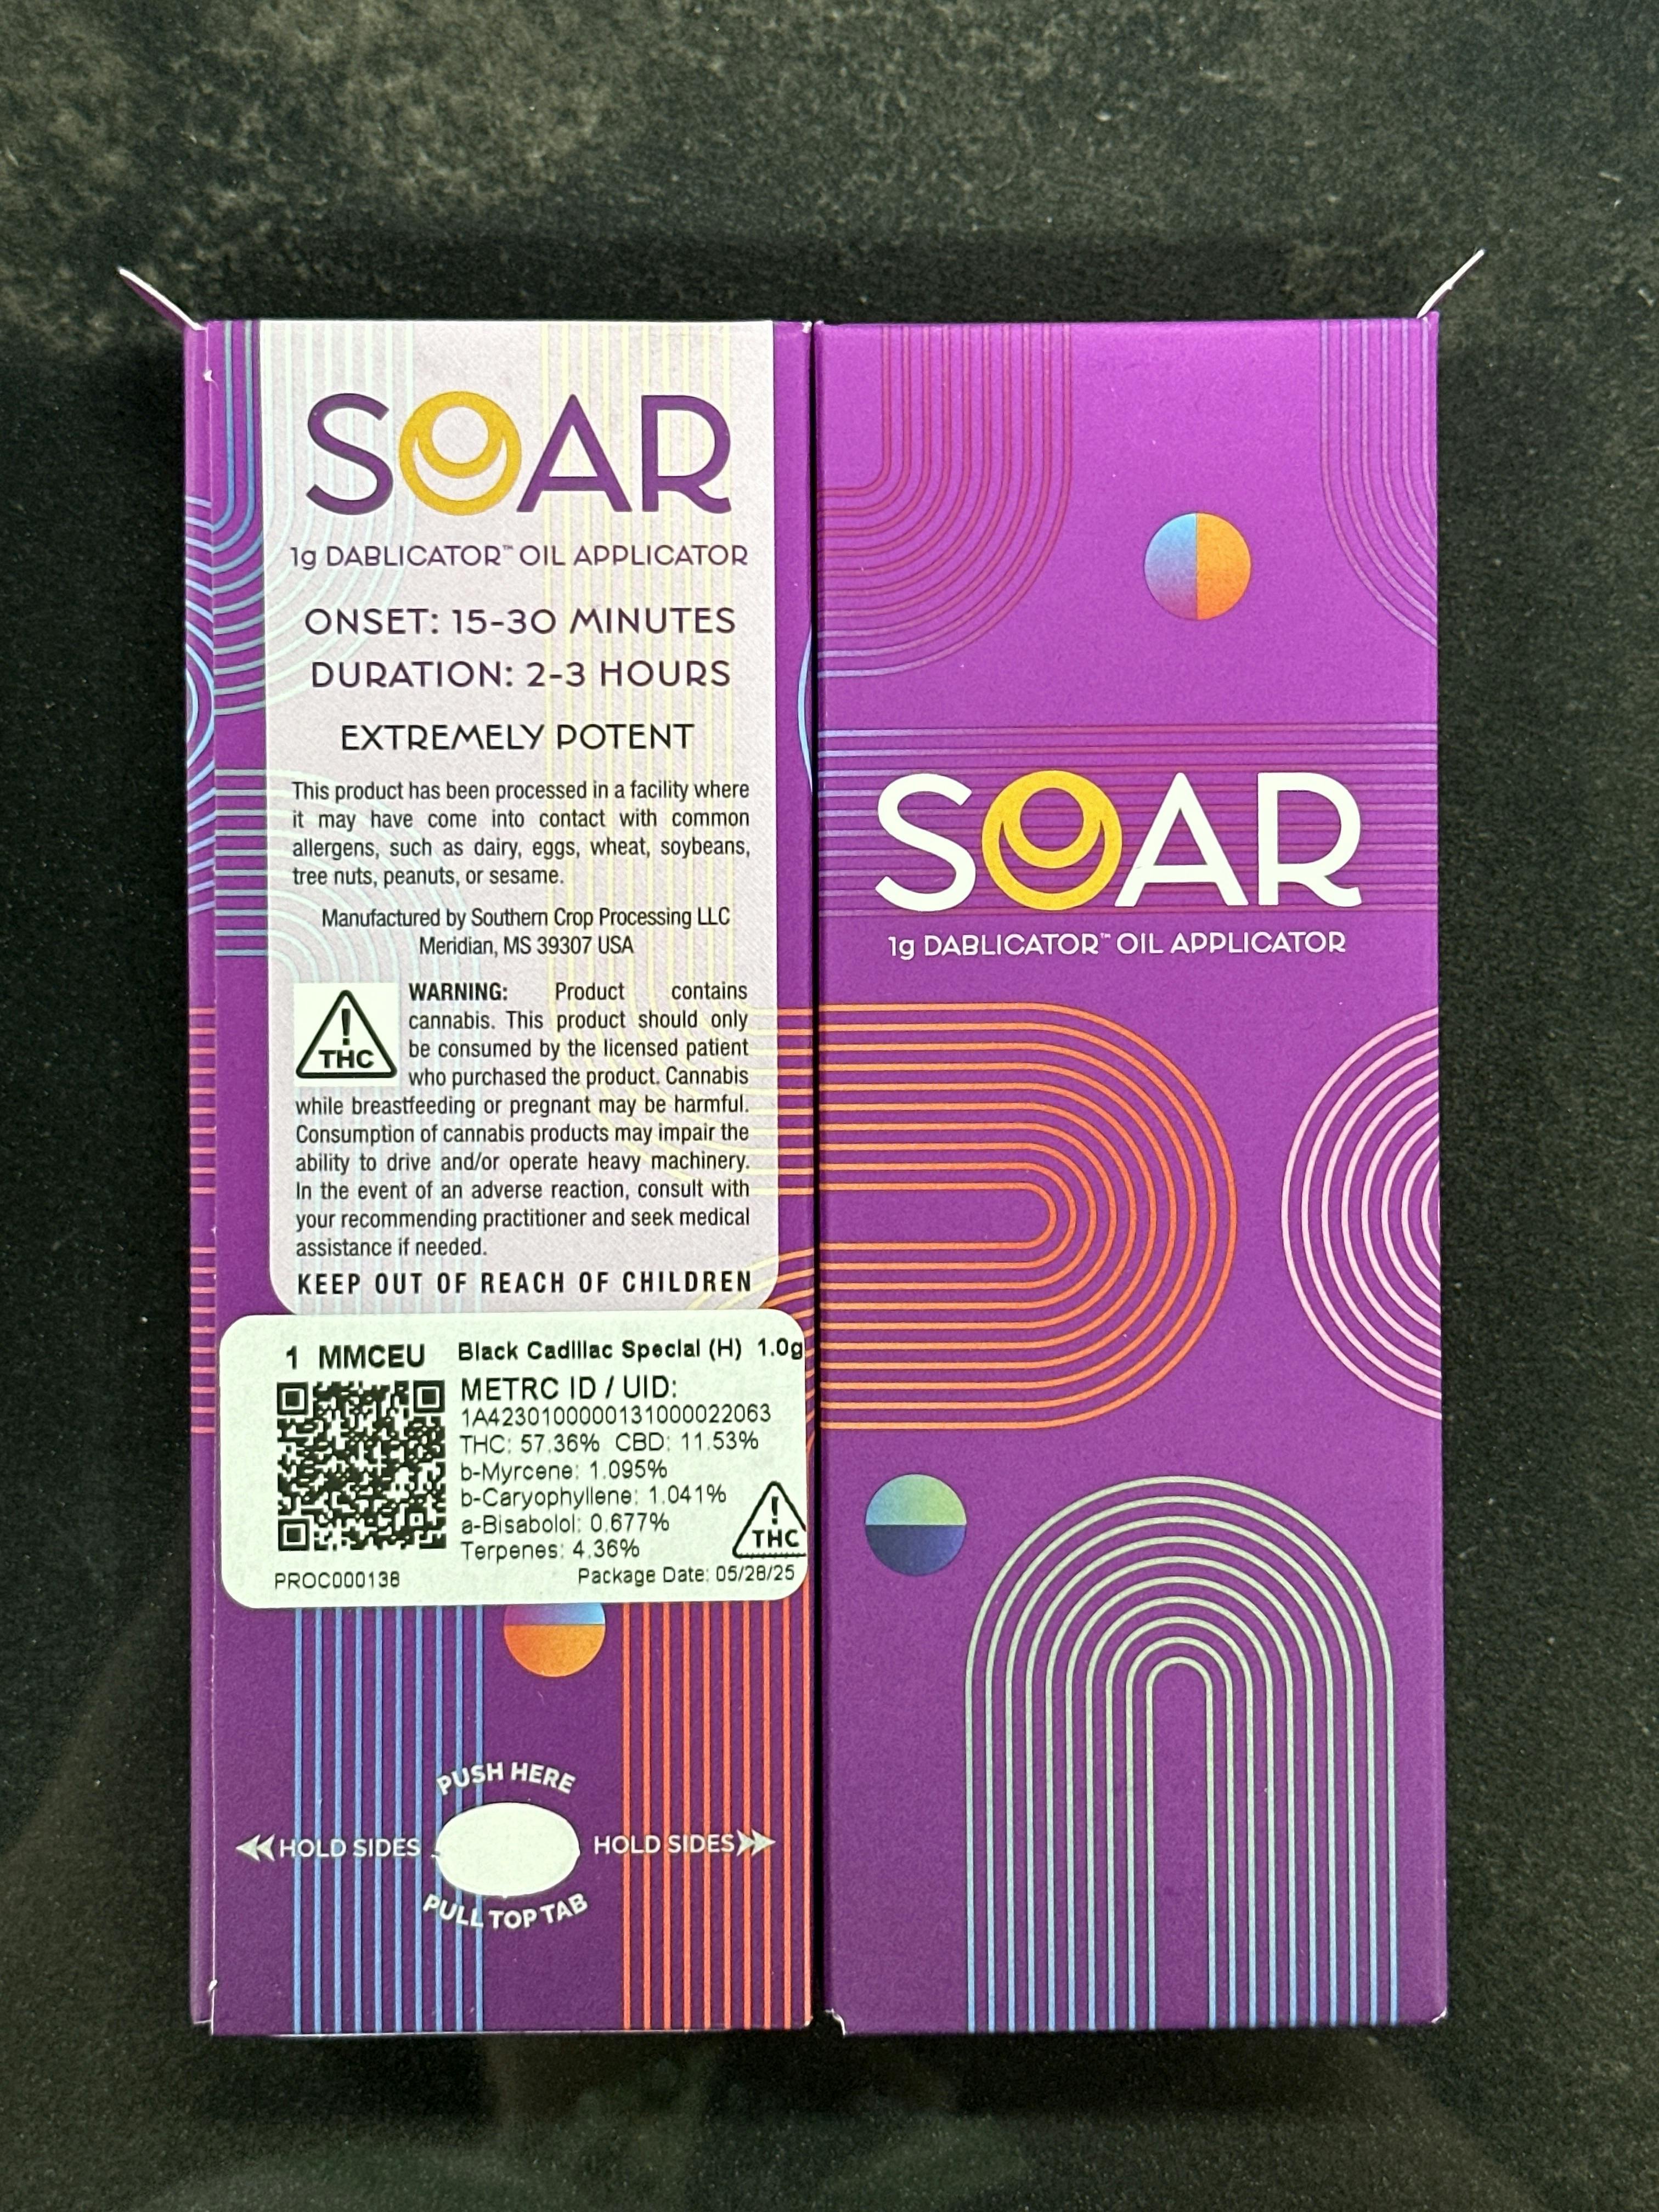 SOAR
1g DABLICATOR™ OIL APPLICATOR
ONSET: 15-30 MINUTES
DURATION: 2-3 HOURS
EXTREMELY POTENT
This product has been processed in a facility where
it may have come into contact with common
allergens, such as dairy, eggs, wheat, soybeans,
tree nuts, peanuts, or sesame.
Manufactured by Southern Crop Processing LLC
Meridian, MS 39307 USA
! THC
WARNING: Product contains
cannabis. This product should only
be consumed by the licensed patient
who purchased the product. Cannabis
while breastfeeding or pregnant may be harmful.
Consumption of cannabis products may impair the
ability to drive and/or operate heavy machinery.
In the event of an adverse reaction, consult with
your recommending practitioner and seek medical
assistance if needed.
KEEP OUT OF REACH OF CHILDREN
1 MMCEU
Black Cadillac Special (H) 1.0g
METRC ID / UID:
1A4230100000131000022063
THC: 57.36% CBD: 11.53%
b-Myrcene: 1.095%
b-Caryophyllene: 1.041%
a-Bisabolol: 0.677%
Terpenes: 4.36%
! THC
PROC000138
Package Date: 05/28/25
PUSH HERE
HOLD SIDES
HOLD SIDES
PULL TOP TAB
SOAR
1g DABLICATOR™ OIL APPLICATOR